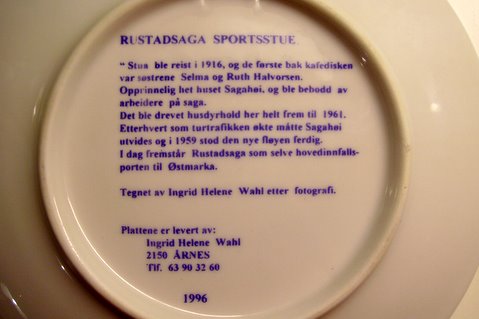 RUSTADSAGA SPORTSSTUE
" Stua ble reist i 1916, og de første bak kafedisken
var søstrene Selma og Ruth Halvorsen.
Opprinnelig het huset Sagahøi, og ble bebodd av
arbeidere på saga.
Det ble drevet husdyrhold her helt frem til 1961.
Etterhvert som turtrafikken økte måtte Sagahøi
utvides og i 1959 stod den nye fløyen ferdig.
I dag fremstår Rustadsaga som selve hovedinnfalls-
porten til Østmarka.
Tegnet av Ingrid Helene Wahl etter fotografi.
Plattene er levert av:
Ingrid Helene Wahl
2150 ÅRNES
Tlf. 63 90 32 60
1996